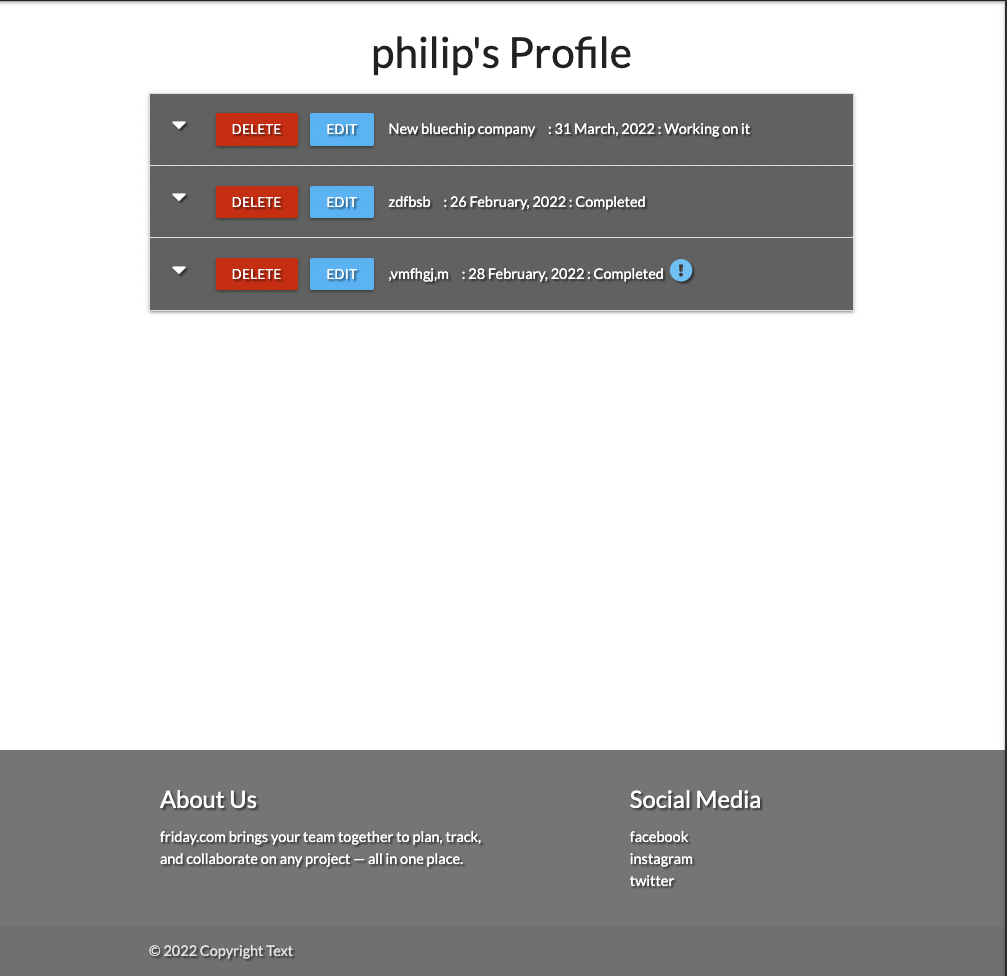 philip's Profile
DELETE EDIT New bluechip company : 31 March, 2022 : Working on it
DELETE EDIT zdfbsb : 26 February, 2022 : Completed
DELETE EDIT ,vmfhgj,m : 28 February, 2022 : Completed
About Us
friday.com brings your team together to plan, track,
and collaborate on any project — all in one place.
Social Media
facebook
instagram
twitter
© 2022 Copyright Text